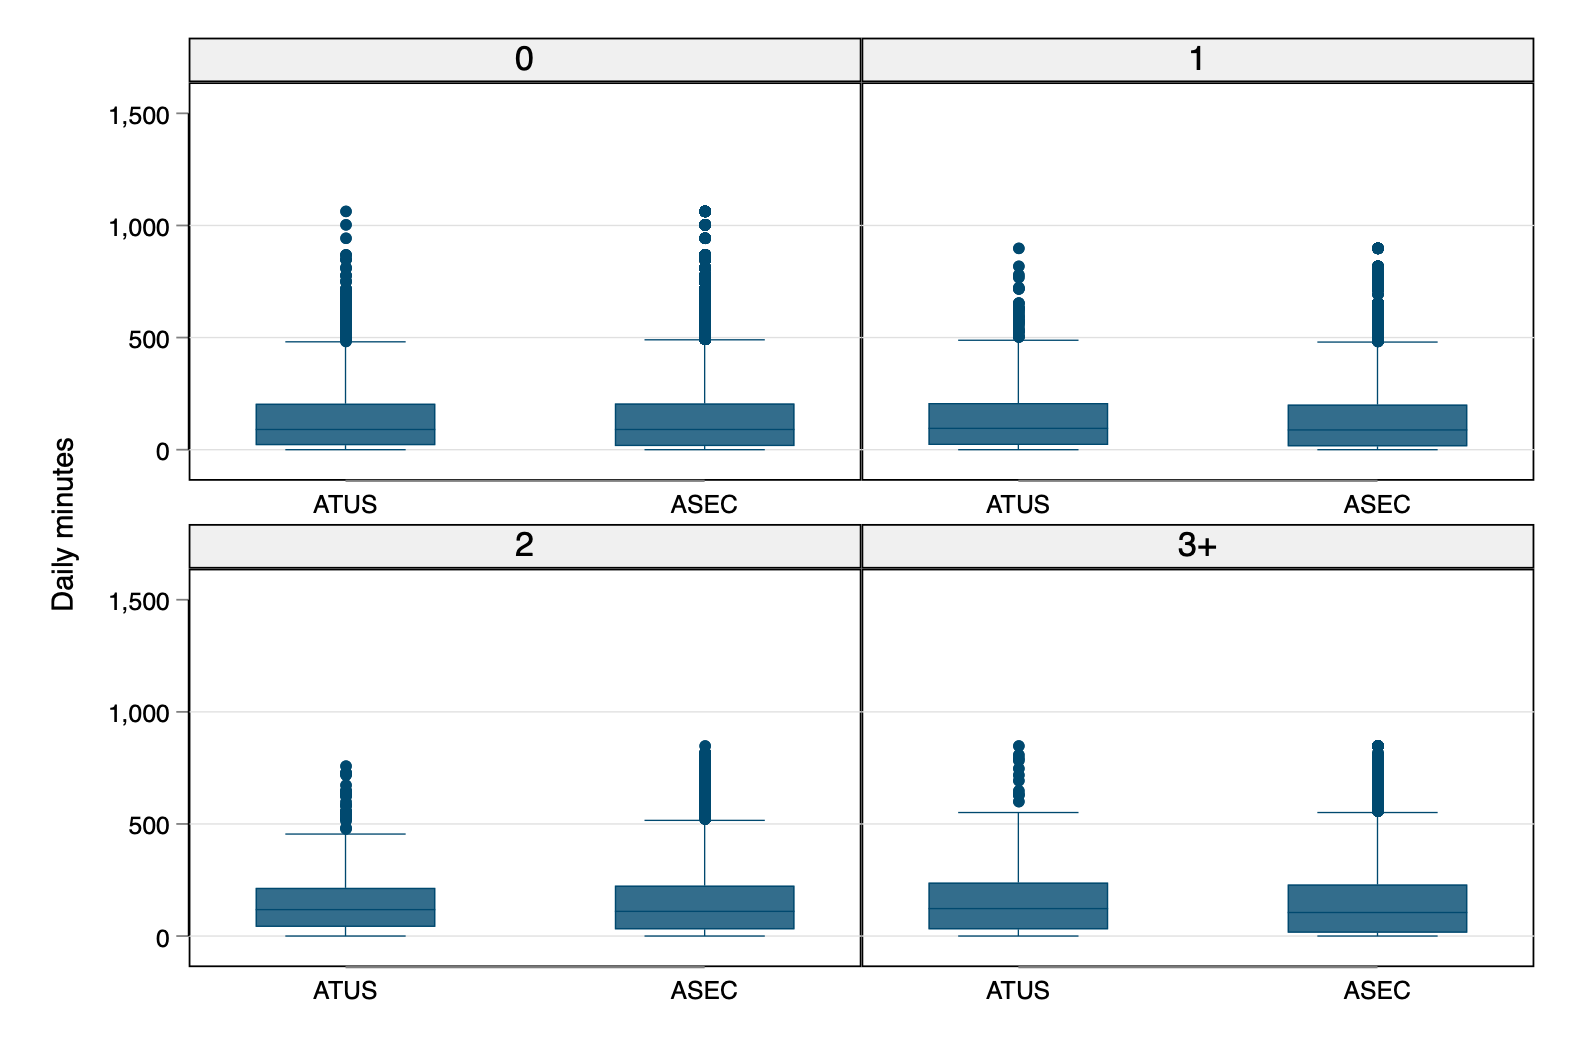 Daily minutes
0
1
1,500
1,000
500
0
ATUS
ASEC
ATUS
ASEC
2
3+
1,500
1,000
500
0
ATUS
ASEC
ATUS
ASEC